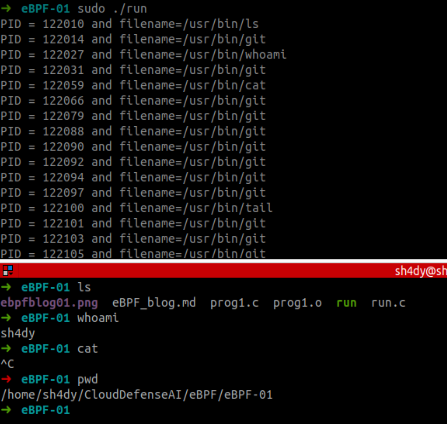 → eBPF-01 sudo ./run
PID = 122010 and filename=/usr/bin/ls
PID = 122014 and filename=/usr/bin/git
PID = 122027 and filename=/usr/bin/whoami
PID = 122031 and filename=/usr/bin/git
PID = 122059 and filename=/usr/bin/cat
PID = 122066 and filename=/usr/bin/git
PID = 122079 and filename=/usr/bin/git
PID = 122088 and filename=/usr/bin/git
PID = 122090 and filename=/usr/bin/git
PID = 122092 and filename=/usr/bin/git
PID = 122094 and filename=/usr/bin/git
PID = 122097 and filename=/usr/bin/git
PID = 122100 and filename=/usr/bin/tail
PID = 122101 and filename=/usr/bin/git
PID = 122103 and filename=/usr/bin/git
PID = 122105 and filename=/usr/bin/git
sh4dy@sh
→ eBPF-01 ls
ebpfblog01.png eBPF_blog.md prog1.c prog1.o run run.c
→ eBPF-01 whoami
sh4dy
→ eBPF-01 cat
^C
→ eBPF-01 pwd
/home/sh4dy/CloudDefenseAI/eBPF/eBPF-01
→ eBPF-01